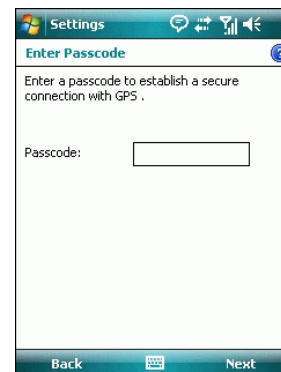 Settings
Enter Passcode
Enter a passcode to establish a secure
connection with GPS .
Passcode:
Back Next